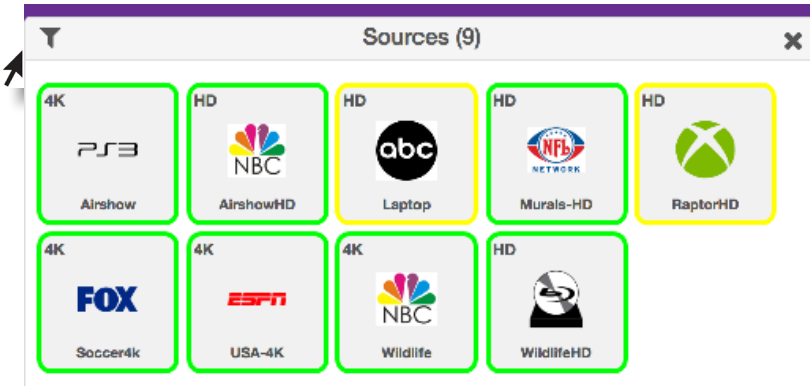 Sources (9)
4K
HD
HD
HD
HD
PS3
NBC
abc
NFL
NETWORK
Airshow
AirshowHD
Laptop
Murals-HD
RaptorHD
4K
4K
4K
HD
FOX
ESPN
NBC
Soccer4k
USA-4K
Wildlife
WildlifeHD